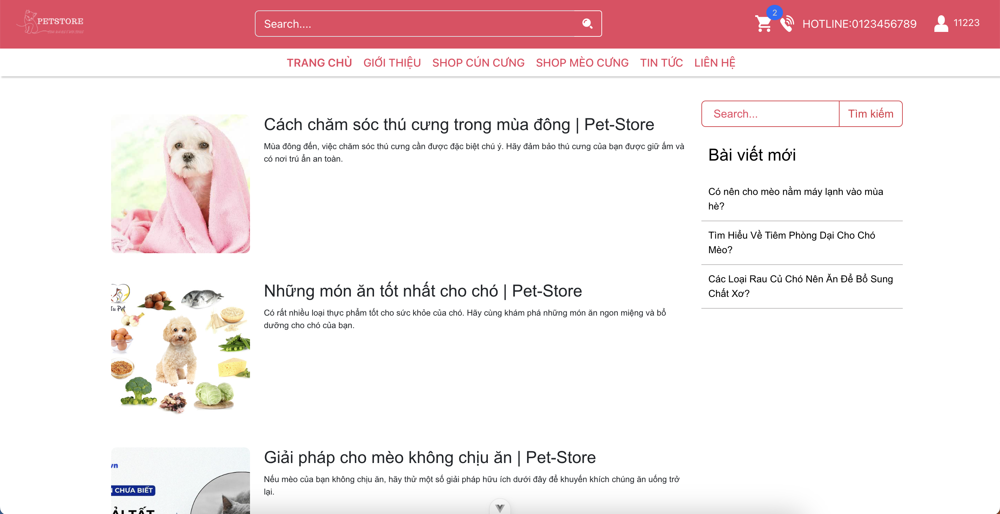 PETSTORE
Search....
2
HOTLINE:0123456789
11223
TRANG CHỦ
GIỚI THIỆU
SHOP CÚN CƯNG
SHOP MÈO CƯNG
TIN TỨC
LIÊN HỆ
Cách chăm sóc thú cưng trong mùa đông | Pet-Store
Mùa đông đến, việc chăm sóc thú cưng cần được đặc biệt chú ý. Hãy đảm bảo thú cưng của bạn được giữ ấm và
có nơi trú ẩn an toàn.
Những món ăn tốt nhất cho chó | Pet-Store
Có rất nhiều loại thực phẩm tốt cho sức khỏe của chó. Hãy cùng khám phá những món ăn ngon miệng và bổ
dưỡng cho chó của bạn.
Pet
Giải pháp cho mèo không chịu ăn | Pet-Store
Nếu mèo của bạn không chịu ăn, hãy thử một số giải pháp hữu ích dưới đây để khuyến khích chúng ăn uống trở
lại.
vn
CHƯA BIẾT
TẤT
Search...
Tìm kiếm
Bài viết mới
Có nên cho mèo nằm máy lạnh vào mùa
hè?
Tìm Hiểu Về Tiêm Phòng Dại Cho Chó
Mèo?
Các Loại Rau Củ Chó Nên Ăn Để Bổ Sung
Chất Xơ?